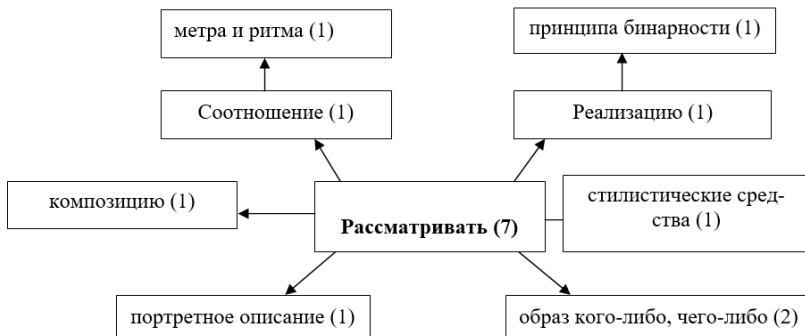 метра и ритма (1)
принципа бинарности (1)
Соотношение (1)
Реализацию (1)
композицию (1)
Рассматривать (7)
стилистические сред-
ства (1)
портретное описание (1)
образ кого-либо, чего-либо (2)